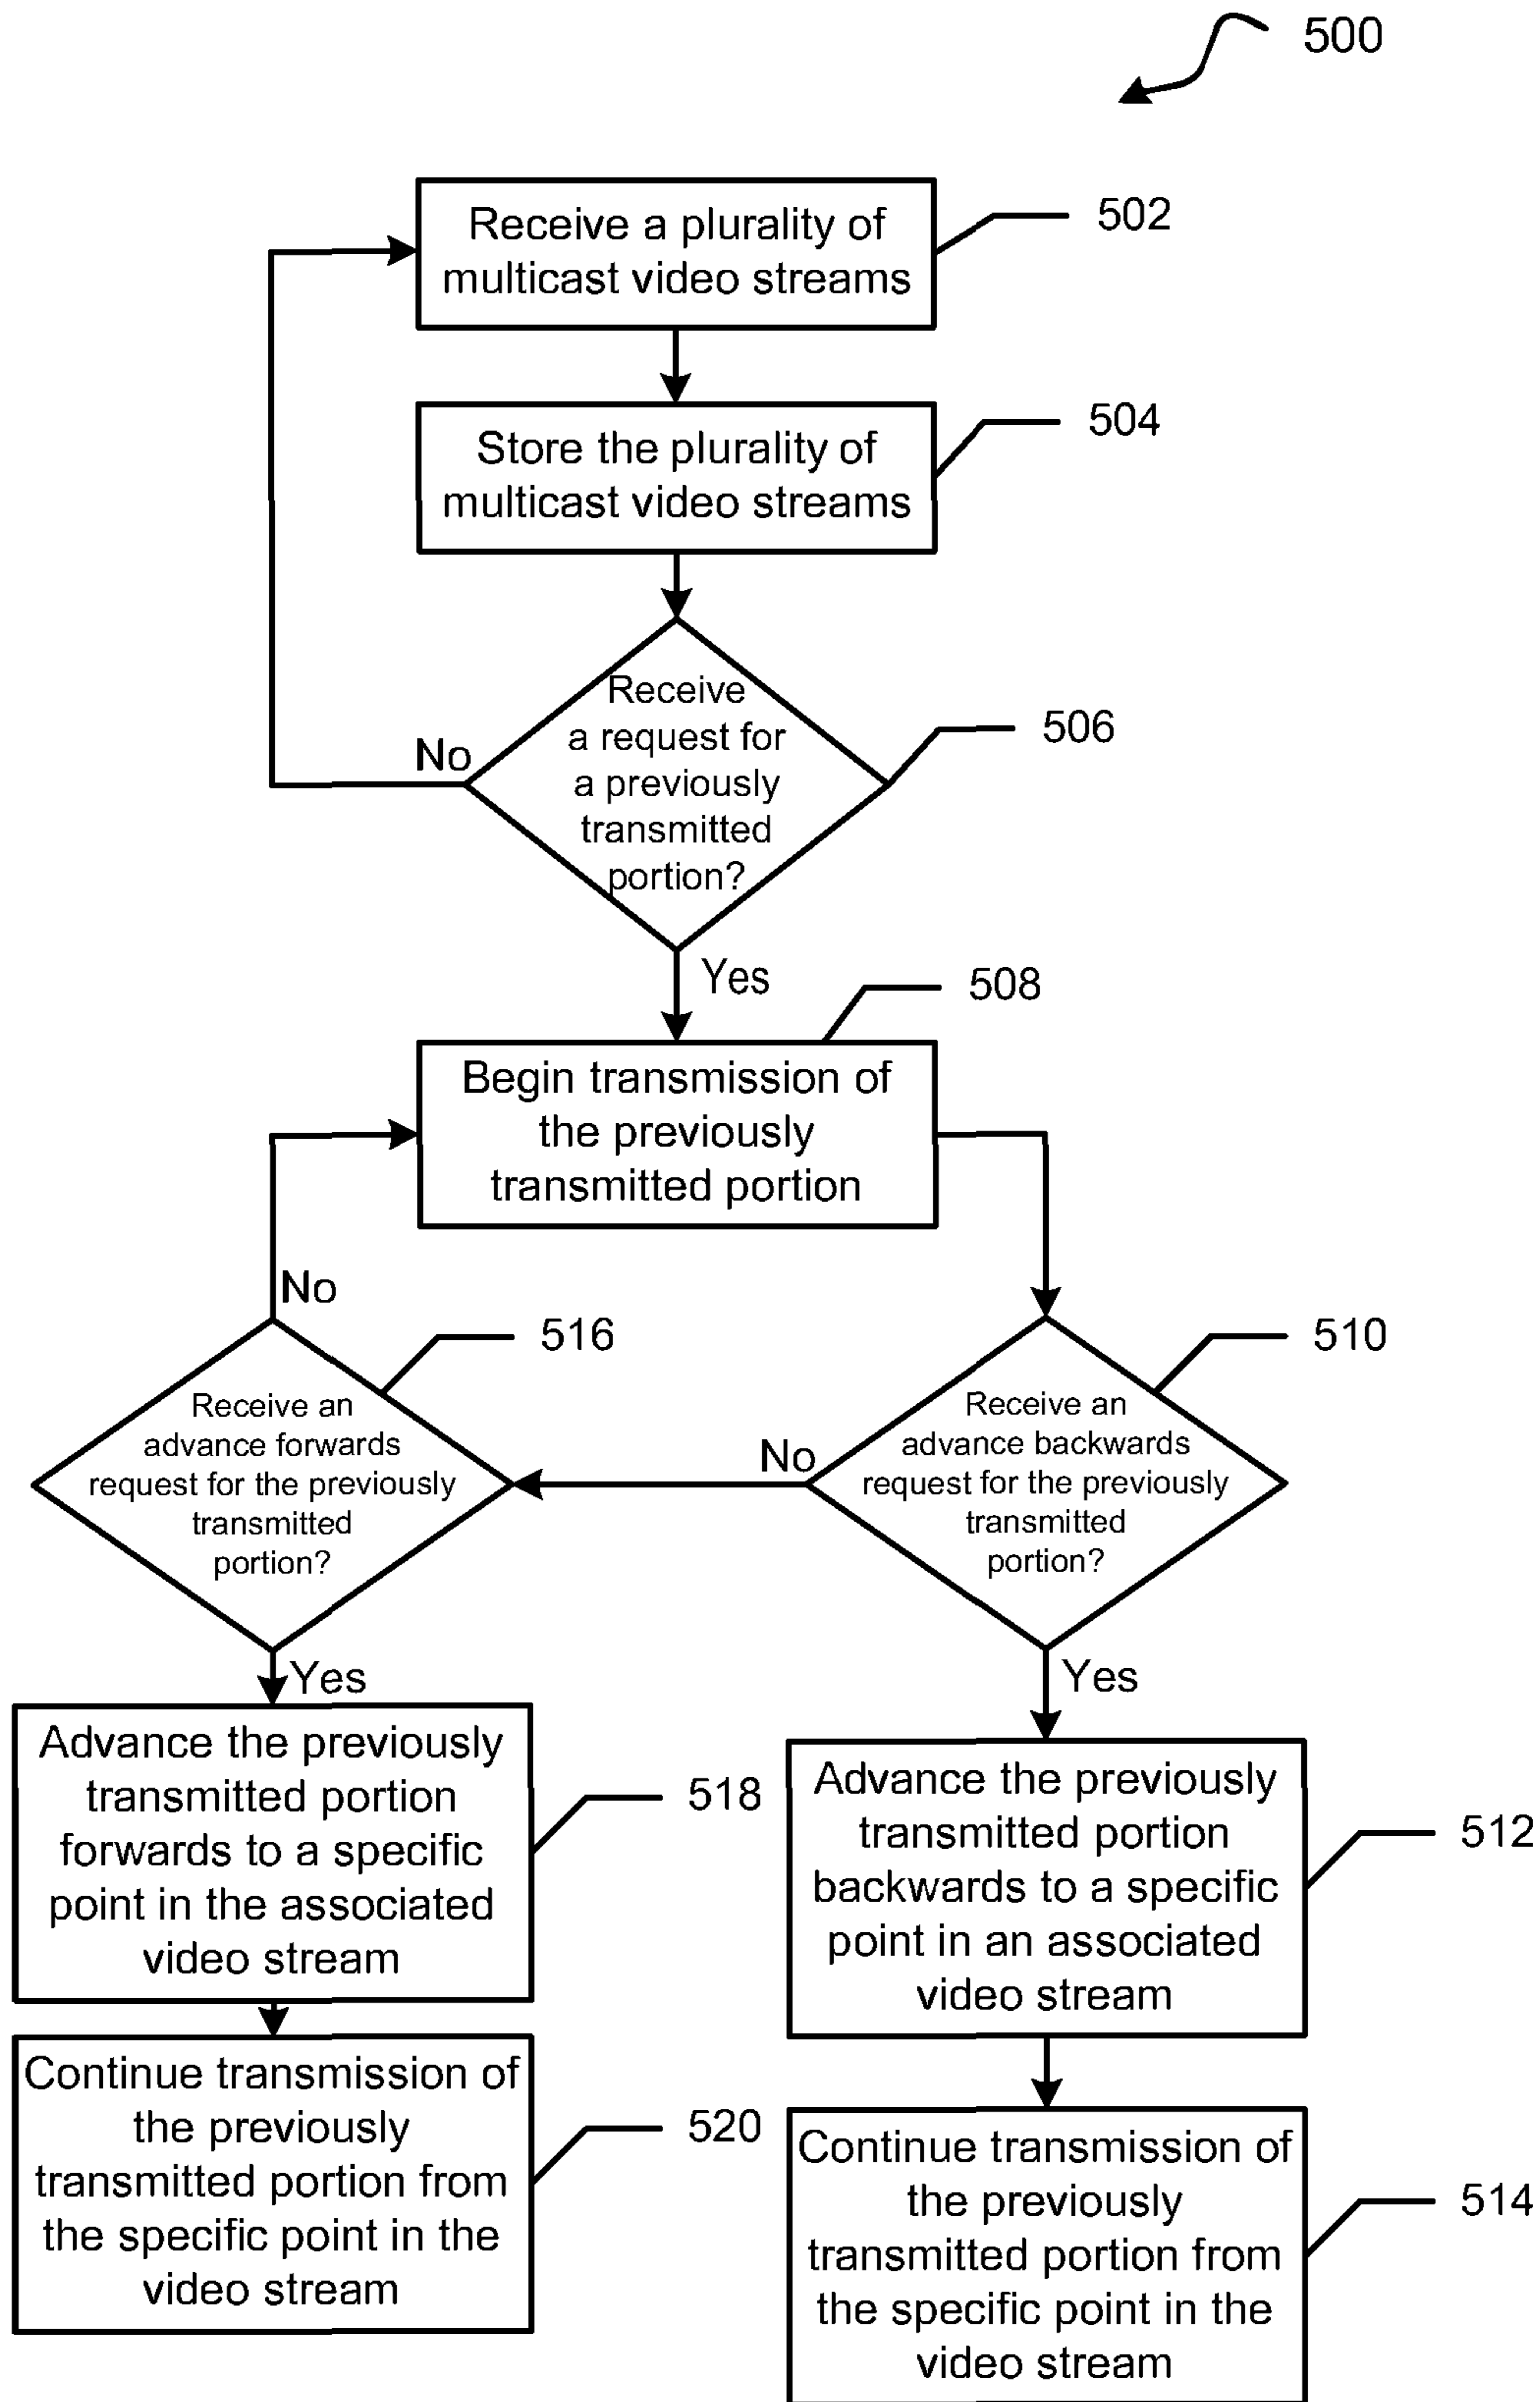 500
Receive a plurality of
multicast video streams
502
Store the plurality of
multicast video streams
504
Receive
a request for
a previously
transmitted
portion?
506
No
Yes
508
Begin transmission of
the previously
transmitted portion
No
516
510
Receive an
advance forwards
request for the previously
transmitted
portion?
No
Receive an
advance backwards
request for the previously
transmitted
portion?
Yes
Yes
Advance the previously
transmitted portion
forwards to a specific
point in the associated
video stream
518
Advance the previously
transmitted portion
backwards to a specific
point in an associated
video stream
512
Continue transmission of
the previously
transmitted portion from
the specific point in the
video stream
520
Continue transmission of
the previously
transmitted portion from
the specific point in the
video stream
514